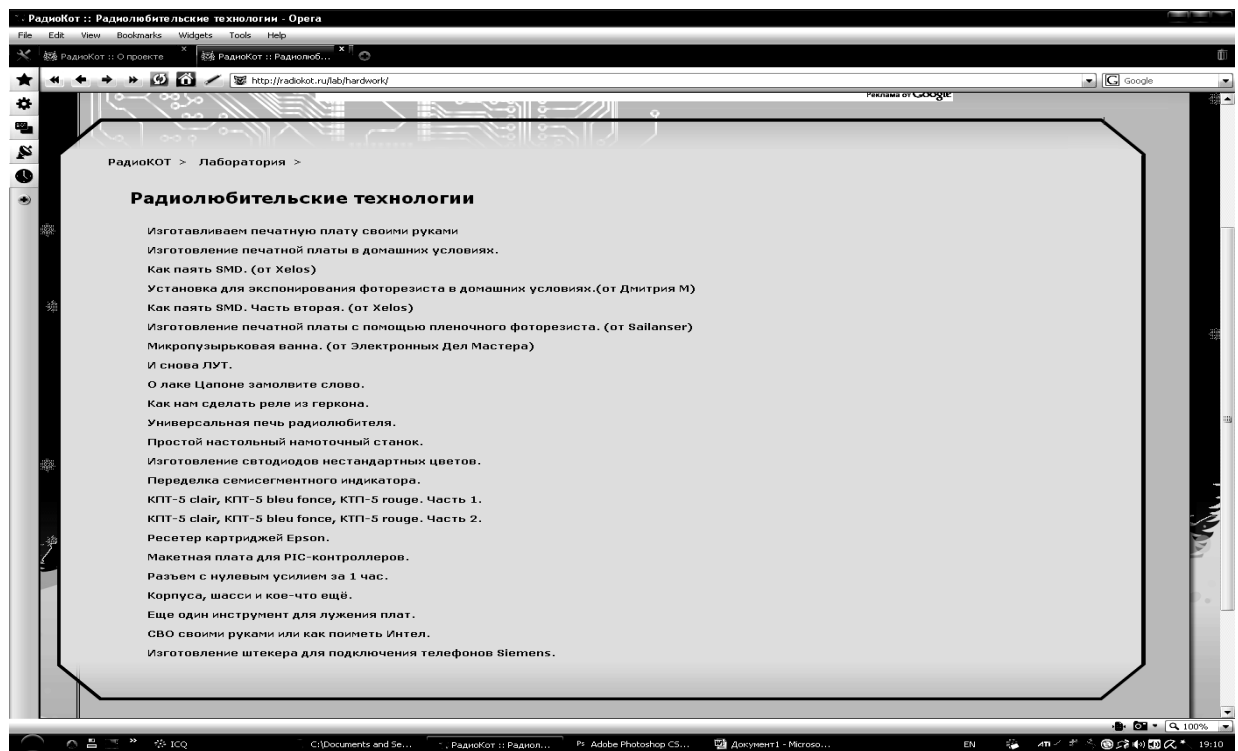 РадиоКот :: Радиолюбительские технологии - Opera
File Edit View Bookmarks Widgets Tools Help
РадиоКот :: О проекте РадиоКот :: Радиолюб...
http://radiokot.ru/lab/hardwork/ Google
Реклама от Google
РадиоКОТ > Лаборатория >
Радиолюбительские технологии
Изготавливаем печатную плату своими руками
Изготовление печатной платы в домашних условиях.
Как паять SMD. (от Xelos)
Установка для экспонирования фоторезиста в домашних условиях.(от Дмитрия М)
Как паять SMD. Часть вторая. (от Xelos)
Изготовление печатной платы с помощью пленочного фоторезиста. (от Sailanser)
Микропузырьковая ванна. (от Электронных Дел Мастера)
И снова ЛУТ.
О лаке Цапоне замолвите слово.
Как нам сделать реле из геркона.
Универсальная печь радиолюбителя.
Простой настольный намоточный станок.
Изготовление свтодиодов нестандартных цветов.
Переделка семисегментного индикатора.
КПТ-5 clair, КПТ-5 bleu fonce, КТП-5 rouge. Часть 1.
КПТ-5 clair, КПТ-5 bleu fonce, КТП-5 rouge. Часть 2.
Ресетер картриджей Epson.
Макетная плата для PIC-контроллеров.
Разъем с нулевым усилием за 1 час.
Корпуса, шасси и кое-что ещё.
Еще один инструмент для лужения плат.
СВО своими руками или как поиметь Интел.
Изготовление штекера для подключения телефонов Siemens.
100%
ICQ C:\Documents and Se... РадиоКот :: Радиол... Ps Adobe Photoshop CS... Документ1 - Microso... EN 19:10